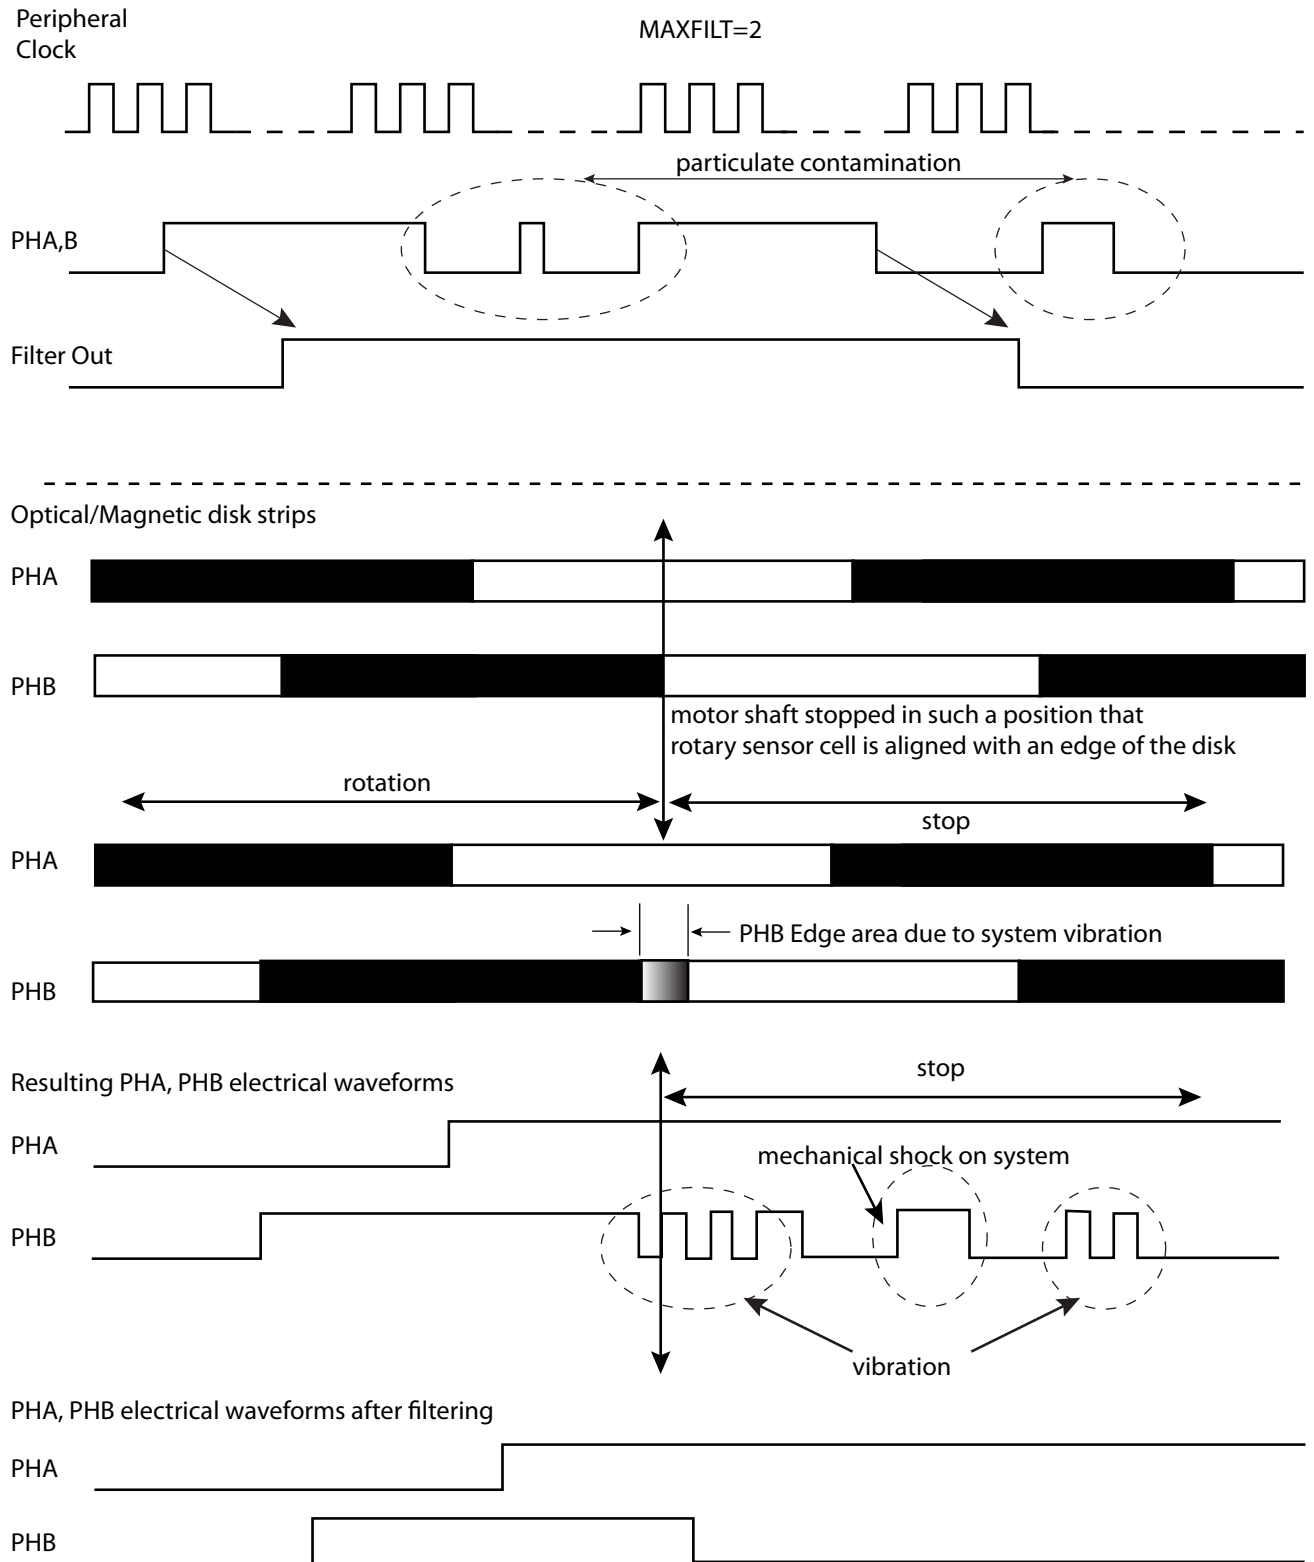 Peripheral
Clock
MAXFILT=2
particulate contamination
PHA,B
Filter Out
Optical/Magnetic disk strips
PHA
PHB
motor shaft stopped in such a position that
rotary sensor cell is aligned with an edge of the disk
rotation
stop
PHA
PHB Edge area due to system vibration
PHB
Resulting PHA, PHB electrical waveforms
stop
PHA
mechanical shock on system
PHB
vibration
PHA, PHB electrical waveforms after filtering
PHA
PHB